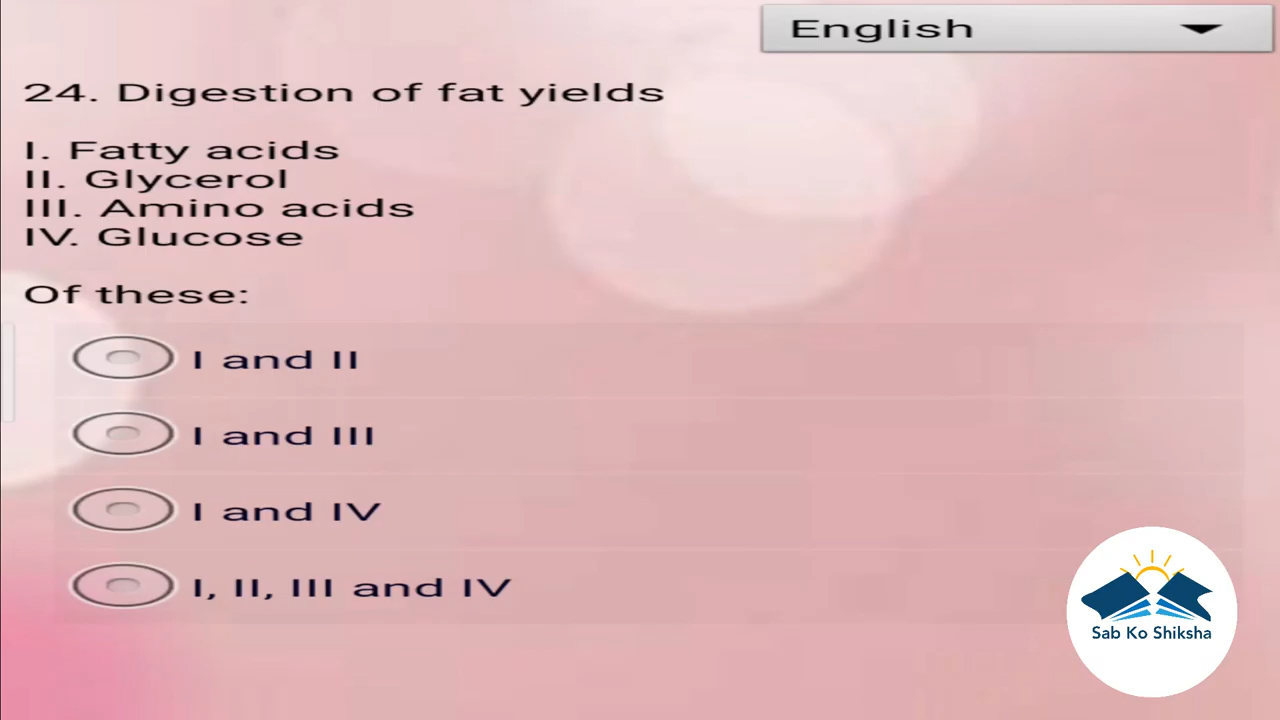 English
24. Digestion of fat yields
I. Fatty acids
II. Glycerol
III. Amino acids
IV. Glucose
Of these:
I and II
I and III
I and IV
I, II, III and IV
Sab Ko Shiksha